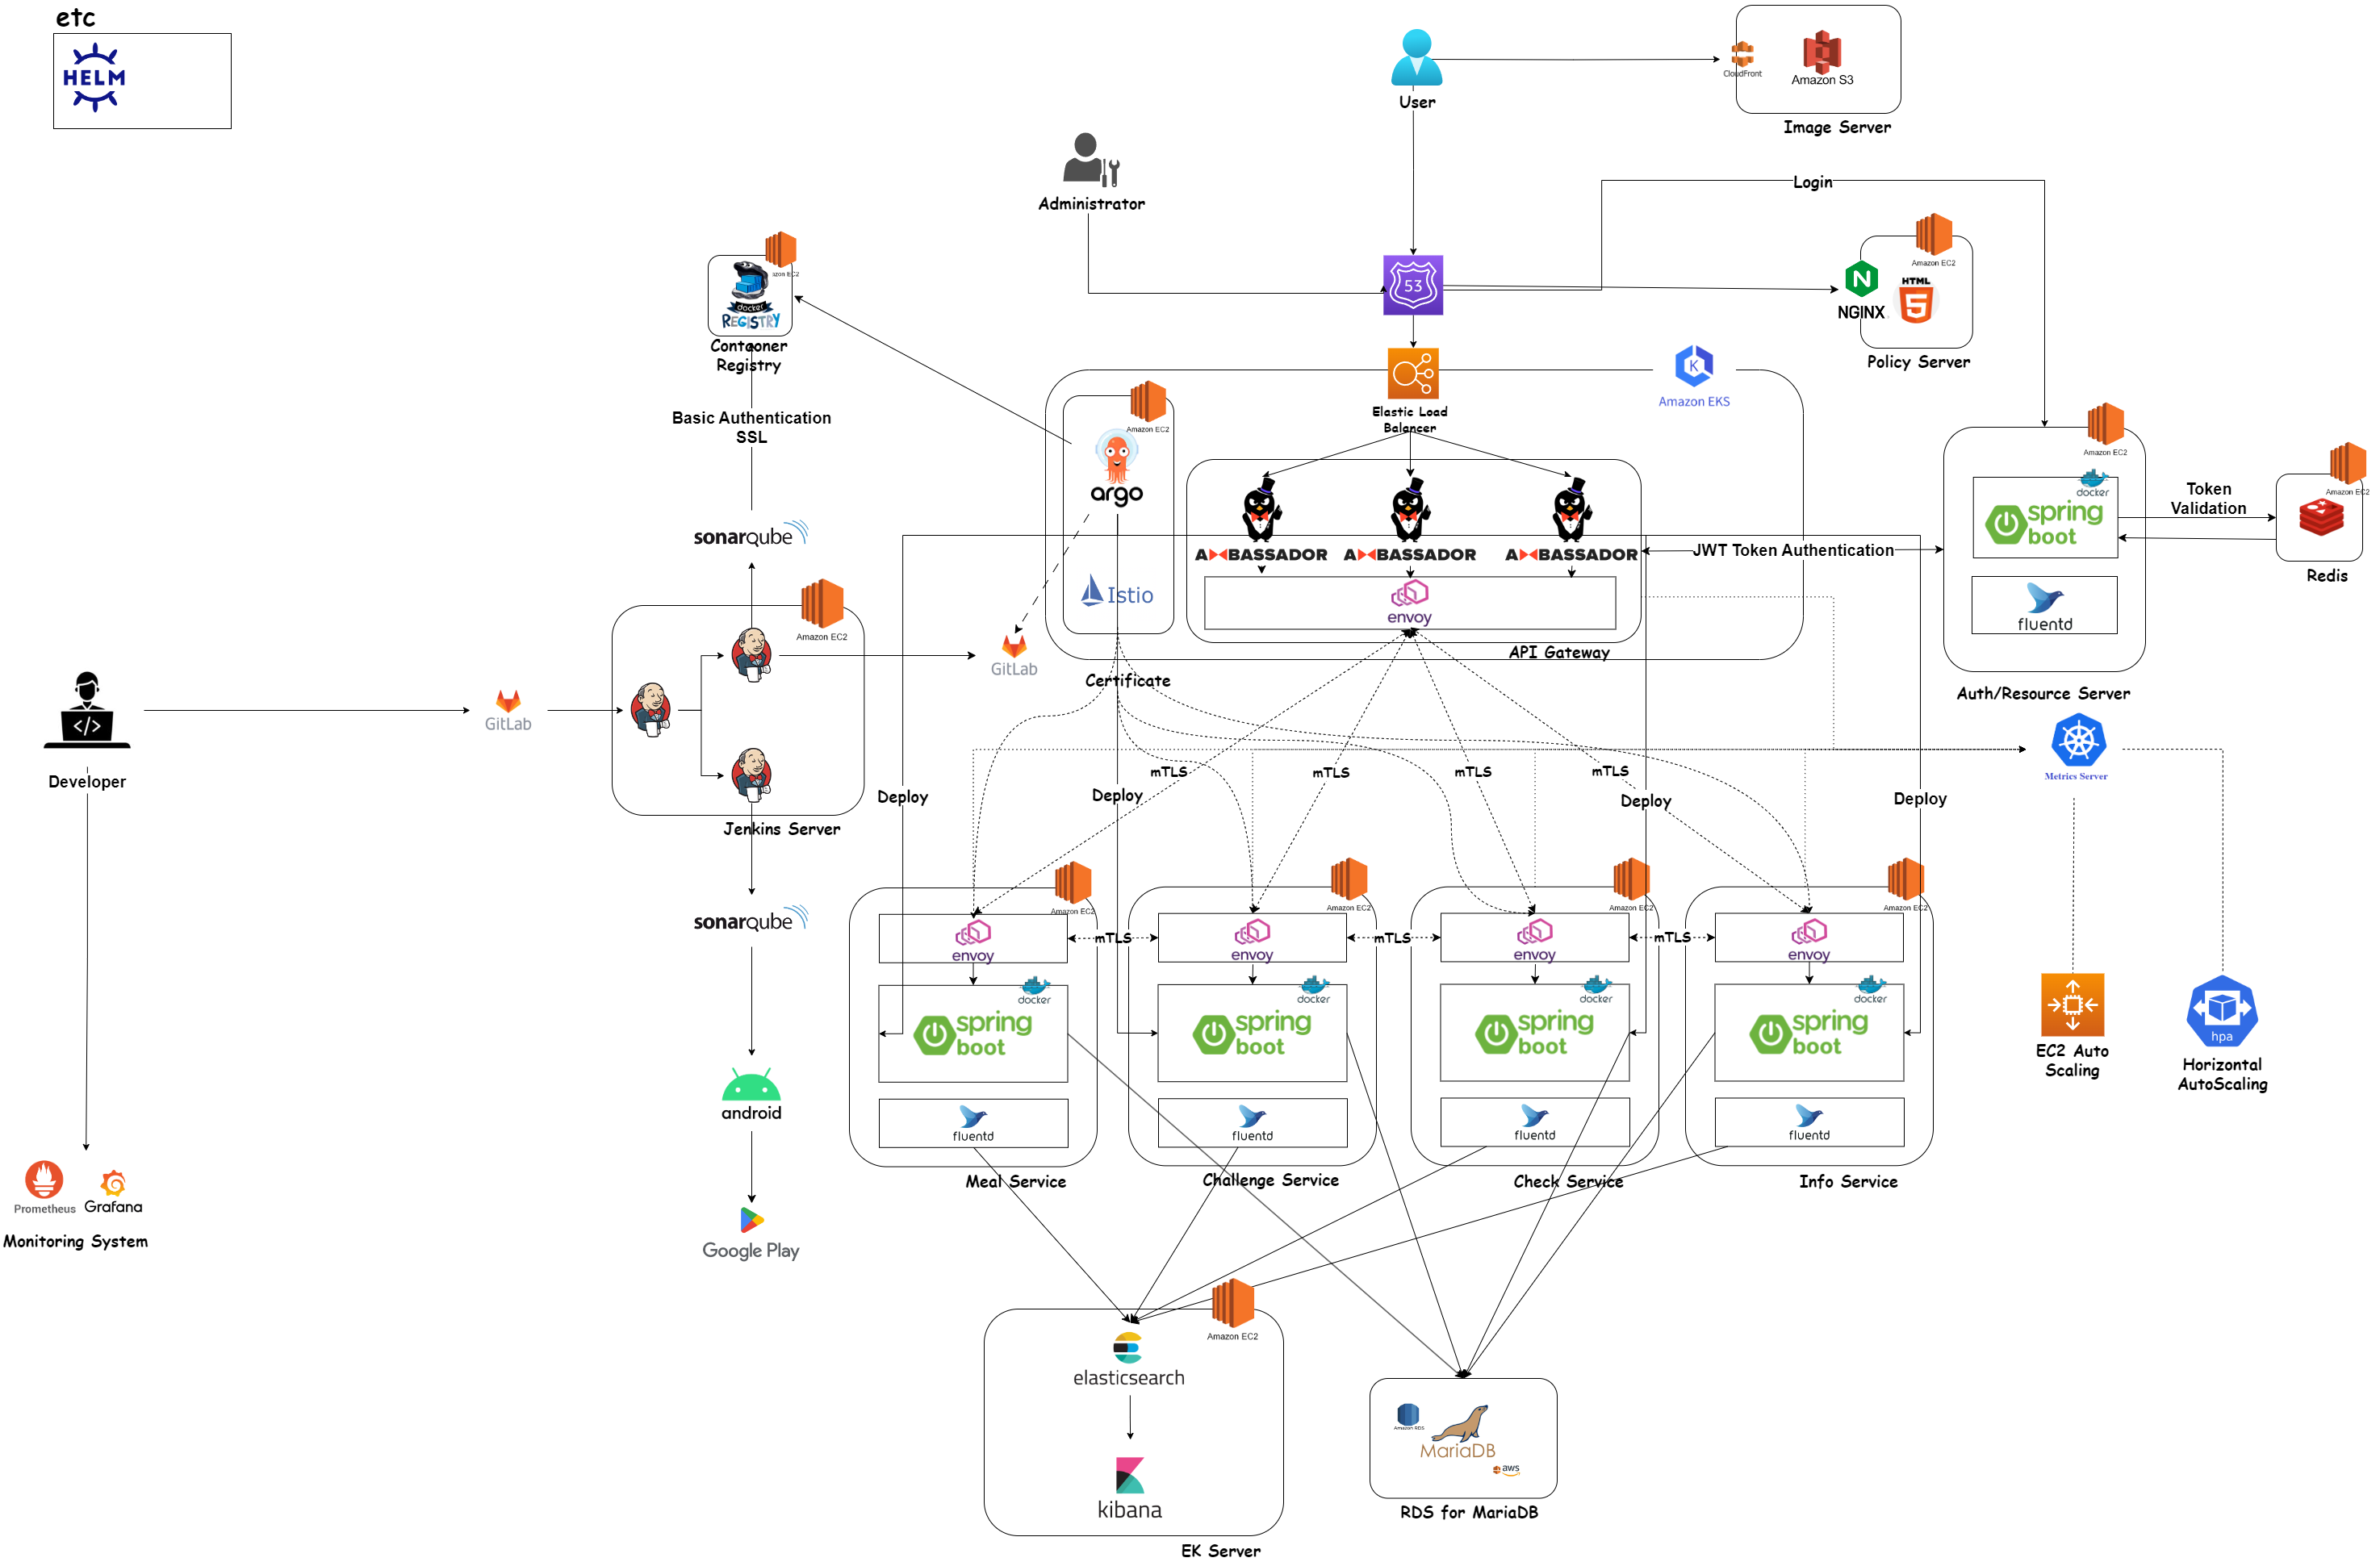 etc
HELM
User
CloudFront
Amazon S3
Image Server
Administrator
Login
53
Amazon EC2
NGINX
HTML
5
Policy Server
zon EC2
docker
REGISTRY
Contaoner
Registry
Basic Authentication
SSL
Elastic Load
Balancer
K
Amazon EKS
Amazon EC2
argo
Istio
Certificate
AMBASSADOR
AMBASSADOR
AMBASSADOR
envoy
API Gateway
JWT Token Authentication
Amazon EC2
docker
spring
boot
fluentd
Auth/Resource Server
Token
Validation
Amazon EC2
Redis
sonarqube
Amazon EC2
GitLab
Developer
GitLab
Jenkins Server
Metrics Server
mTLS
mTLS
mTLS
mTLS
Deploy
Deploy
Deploy
Deploy
sonarqube
Amazon EC2
Amazon EC2
Amazon EC2
Amazon EC2
envoy
mTLS
envoy
mTLS
envoy
mTLS
envoy
docker
spring
boot
docker
spring
boot
docker
spring
boot
docker
spring
boot
fluentd
fluentd
fluentd
fluentd
Meal Service
Challenge Service
Check Service
Info Service
EC2 Auto
Scaling
hpa
Horizontal
AutoScaling
android
Google Play
Prometheus
Grafana
Monitoring System
Amazon EC2
elasticsearch
kibana
EK Server
Amazon RDS
MariaDB
aws
RDS for MariaDB